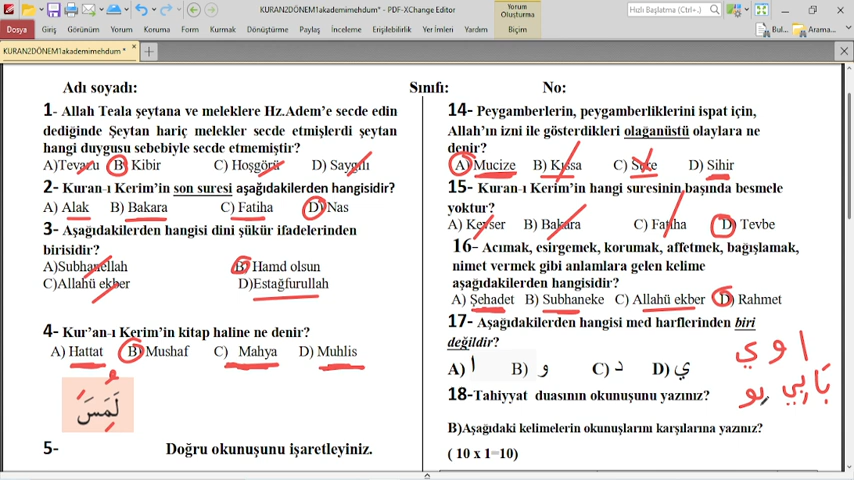 KURAN2DÖNEM1akademimehdum* - PDF-XChange Editor
Yorum Oluşturma
Hızlı Başlatma (Ctrl+.)
Dosya Giriş Görünüm Yorum Koruma Formlar Organize Dönüştürme Paylaş İnceleme Erişilebilirlik Yer İmleri Yardım Biçim Bul... Arama...
KURAN2DÖNEM1akademimehdum *
Adı soyadı: Sınıfı: No:
1- Allah Teala şeytana ve meleklere Hz.Adem'e secde edin
dediğinde Şeytan hariç melekler secde etmişlerdi şeytan
hangi duygusu sebebiyle secde etmemiştir?
A)Tevazu B) Kibir C) Hoşgörü D) Saygılı
2- Kuran-ı Kerim'in son suresi aşağıdakilerden hangisidir?
A) Alak B) Bakara C) Fatiha D) Nas
3- Aşağıdakilerden hangisi dini şükür ifadelerinden
birisidir?
A)Subhanellah B) Hamd olsun
C)Allahü ekber D)Estağfurullah
4- Kur'an-ı Kerim'in kitap haline ne denir?
A) Hattat B) Mushaf C) Mahya D) Muhlis
لَمَسَ
5- Doğru okunuşunu işaretleyiniz.
14- Peygamberlerin, peygamberliklerini ispat için,
Allah'ın izni ile gösterdikleri olağanüstü olaylara ne
denir?
A) Mucize B) Kıssa C) Sure D) Sihir
15- Kuran-ı Kerim'in hangi suresinin başında besmele
yoktur?
A) Kevser B) Bakara C) Fatiha D) Tevbe
16- Acımak, esirgemek, korumak, affetmek, bağışlamak,
nimet vermek gibi anlamlara gelen kelime
aşağıdakilerden hangisidir?
A) Şehadet B) Subhaneke C) Allahü ekber D) Rahmet
17- Aşağıdakilerden hangisi med harflerinden biri
değildir?
ا و ي
A) ا B) و C) د D) ي
بَا بي بو
18-Tahiyyat duasının okunuşunu yazınız?
B)Aşağıdaki kelimelerin okunuşlarını karşılarına yazınız?
( 10 x 1=10)